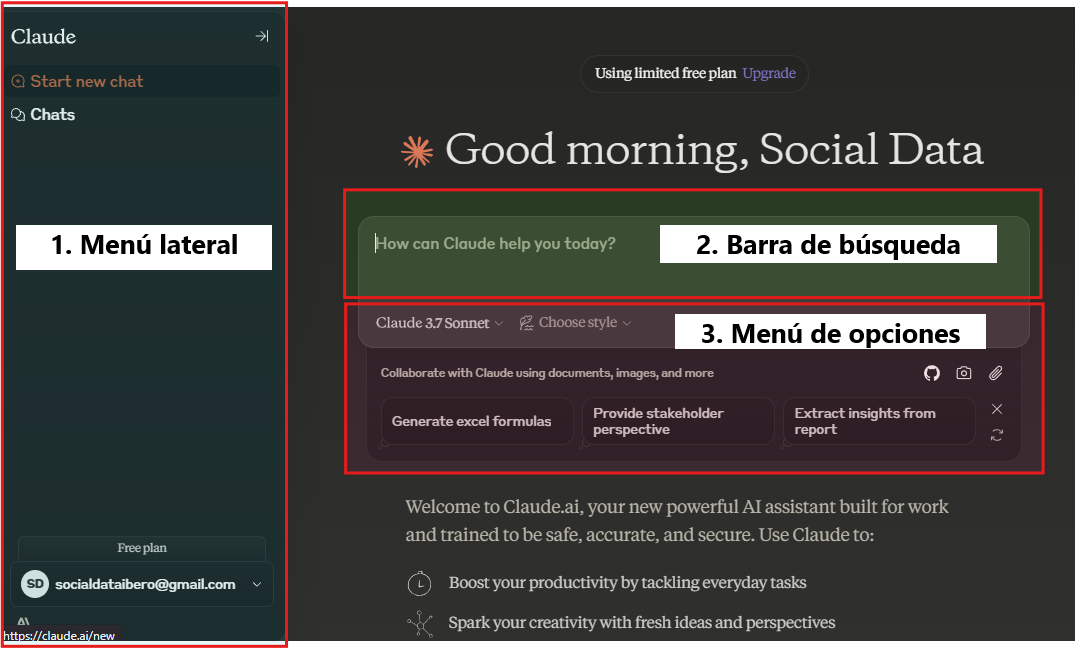 Claude
Start new chat
Chats
1. Menú lateral
Free plan
SD socialdataibero@gmail.com
https://claude.ai/new
Using limited free plan Upgrade
Good morning, Social Data
How can Claude help you today?
2. Barra de búsqueda
Claude 3.7 Sonnet Choose style
3. Menú de opciones
Collaborate with Claude using documents, images, and more
Generate excel formulas
Provide stakeholder
perspective
Extract insights from
report
Welcome to Claude.ai, your new powerful AI assistant built for work
and trained to be safe, accurate, and secure. Use Claude to:
Boost your productivity by tackling everyday tasks
Spark your creativity with fresh ideas and perspectives